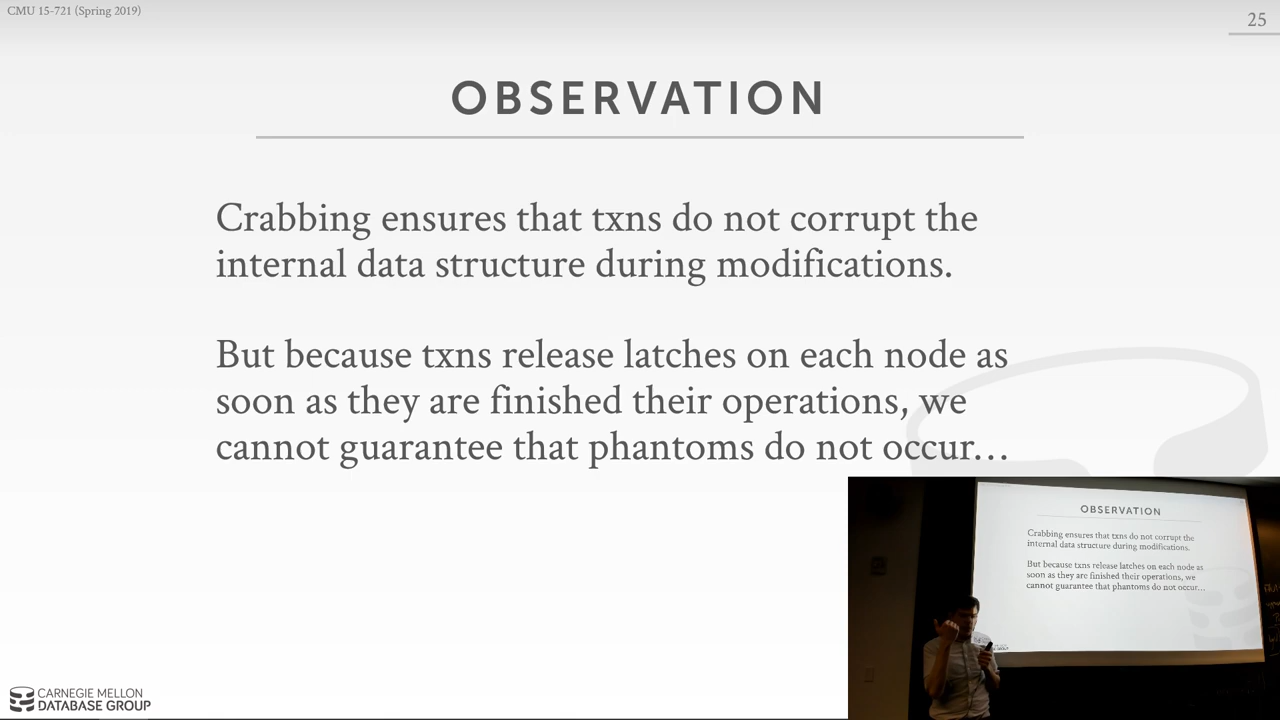 CMU 15-721 (Spring 2019)
25
OBSERVATION
Crabbing ensures that txns do not corrupt the
internal data structure during modifications.
But because txns release latches on each node as
soon as they are finished their operations, we
cannot guarantee that phantoms do not occur…
OBSERVATION
Crabbing ensures that txns do not corrupt the
internal data structure during modifications.
But because txns release latches on each node as
soon as they are finished their operations, we
cannot guarantee that phantoms do not occur…
CARNEGIE MELLON
DATABASE GROUP